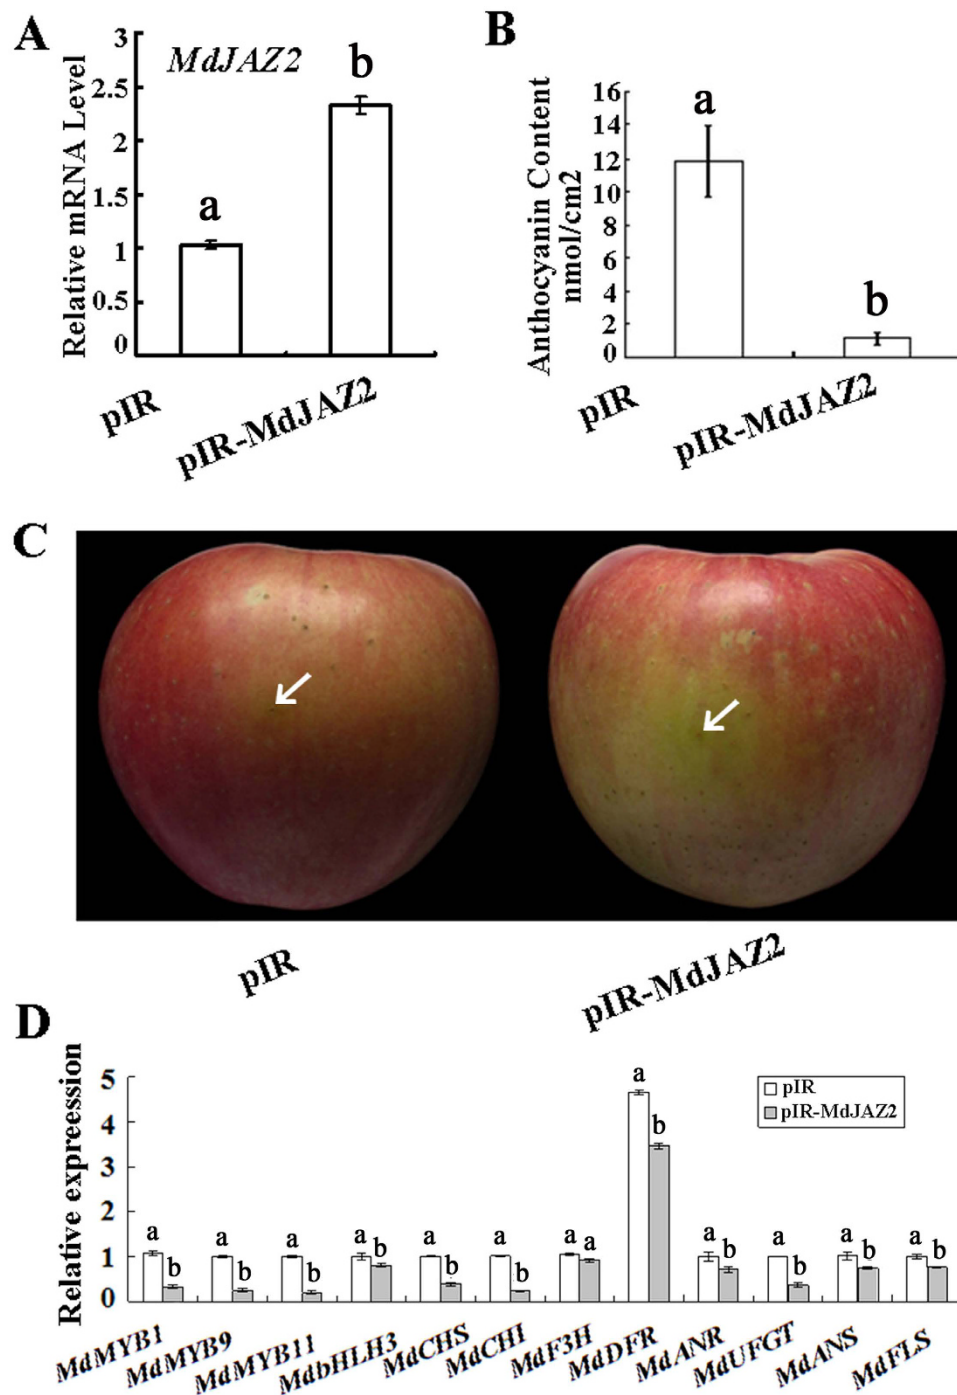 A
MdJAZ2
Relative mRNA Level
3
2.5
2
1.5
1
0.5
0
a
b
pIR
pIR-MdJAZ2
B
Anthocyanin Content
nmol/cm2
16
14
12
10
8
6
4
2
0
a
b
pIR
pIR-MdJAZ2
C
pIR
pIR-MdJAZ2
D
Relative expreession
5
4
3
2
1
0
a b a b a b a b a b a b a a a b a b a b a b a b
pIR
pIR-MdJAZ2
MdMYB1
MdMYB9
MdMYB11
MdbHLH3
MdCHS
MdCHI
MdF3H
MdDFR
MdANR
MdUFGT
MdANS
MdFLS